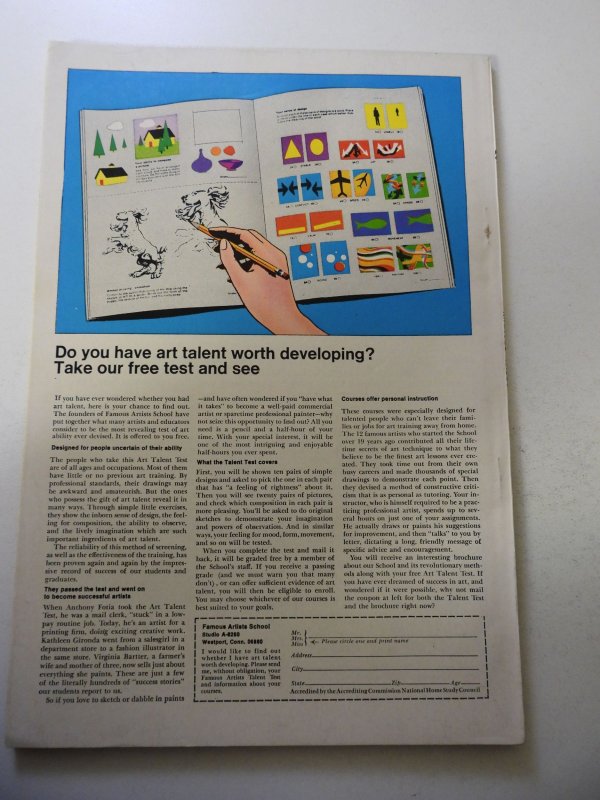 Do you have art talent worth developing?
Take our free test and see
If you have ever wondered whether you had
art talent, here is your chance to find out.
The founders of Famous Artists School have
put together what many artists and educators
consider to be the most revealing test of art
ability ever devised. It is offered to you free.
Designed for people uncertain of their ability
The people who take this Art Talent Test
are of all ages and occupations. Most of them
have little or no previous art training. By
professional standards, their drawings may
be awkward and amateurish. But the ones
who possess the gift of art talent reveal it in
many ways. Through simple little exercises,
they show the inborn sense of design, the feel-
ing for composition, the ability to observe,
and the lively imagination which are such
important ingredients of art talent.
The reliability of this method of screening,
as well as the effectiveness of the training, has
been proven again and again by the impres-
sive record of success of our students and
graduates.
They passed the test and went on
to become successful artists
When Anthony Fotia took the Art Talent
Test, he was a mail clerk, "stuck" in a low-
pay routine job. Today, he's an artist for a
printing firm, doing exciting creative work.
Kathleen Gironda went from a salesgirl in a
department store to a fashion illustrator in
the same store. Virginia Bartter, a farmer's
wife and mother of three, now sells just about
everything she paints. These are just a few
of the literally hundreds of "success stories"
our students report to us.
So if you love to sketch or dabble in paints
—and have often wondered if you "have what
it takes" to become a well-paid commercial
artist or sparetime professional painter—why
not seize this opportunity to find out? All you
need is a pencil and a half-hour of your
time. With your special interest, it will be
one of the most intriguing and enjoyable
half-hours you ever spent.
What the Talent Test covers
First, you will be shown ten pairs of simple
designs and asked to pick the one in each pair
that has "a feeling of rightness" about it.
Then you will see twenty pairs of pictures,
and check which composition in each pair is
more pleasing. You'll be asked to do original
sketches to demonstrate your imagination
and powers of observation. And in similar
ways, your feeling for mood, form, movement,
and so on will be tested.
When you complete the test and mail it
back, it will be graded free by a member of
the School's staff. If you receive a passing
grade (and we must warn you that many
don't), or can offer sufficient evidence of art
talent, you will then be eligible to enroll.
You may choose whichever of our courses is
best suited to your goals.
Courses offer personal instruction
These courses were especially designed for
talented people who can't leave their fami-
lies or jobs for art training away from home.
The 12 famous artists who started the School
over 19 years ago contributed all their life-
time secrets of art technique to what they
believe to be the finest art lessons ever cre-
ated. They took time out from their own
busy careers and made thousands of special
drawings to demonstrate each point. Then
they devised a method of constructive criti-
cism that is as personal as tutoring. Your in-
structor, who is himself required to be a prac-
ticing professional artist, spends up to sev-
eral hours on just one of your assignments.
He actually draws or paints his suggestions
for improvement, and then "talks" to you by
letter, dictating a long, friendly message of
specific advice and encouragement.
You will receive an interesting brochure
about our School and its revolutionary meth-
ods along with your free Art Talent Test. If
you have ever dreamed of success in art, and
wondered if it were possible, why not mail
the coupon at left for both the Talent Test
and the brochure right now?
Famous Artists School
Studio
Westport, Conn. 06880
I would like to find out
whether I have art talent
worth developing. Please send
me, without obligation, your
Famous Artists Talent Test
and information about your
courses.
Mr.
Mrs.
Miss
Please circle one and print name
Address
City
State Zip Age
Accredited by the Accrediting Commission National Home Study Council